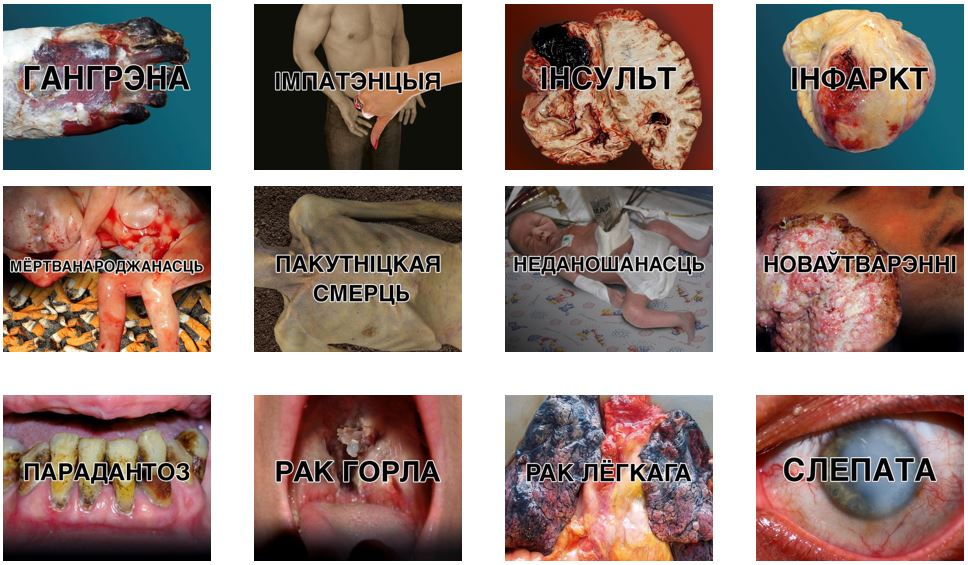 ГАНГРЭНА
ІМПАТЭНЦЫЯ
ІНСУЛЬТ
ІНФАРКТ
МЁРТВАНАРОДЖАНАСЦЬ
ПАКУТНІЦКАЯ
СМЕРЦЬ
НЕДАНОШАНАСЦЬ
НОВАЎТВАРЭННІ
ПАРАДАНТОЗ
РАК ГОРЛА
РАК ЛЁГКАГА
СЛЕПАТА